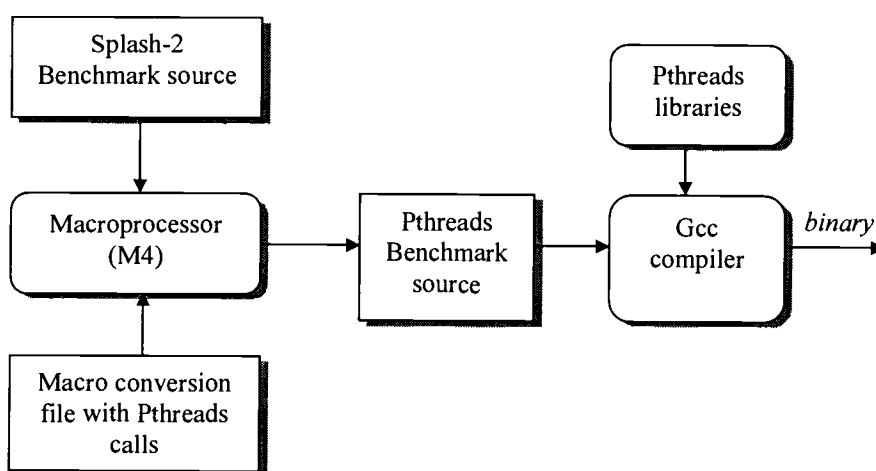 Splash-2
Benchmark source
Pthreads
libraries
Macroprocessor
(M4)
Pthreads
Benchmark
source
Gcc
compiler
binary
Macro conversion
file with Pthreads
calls